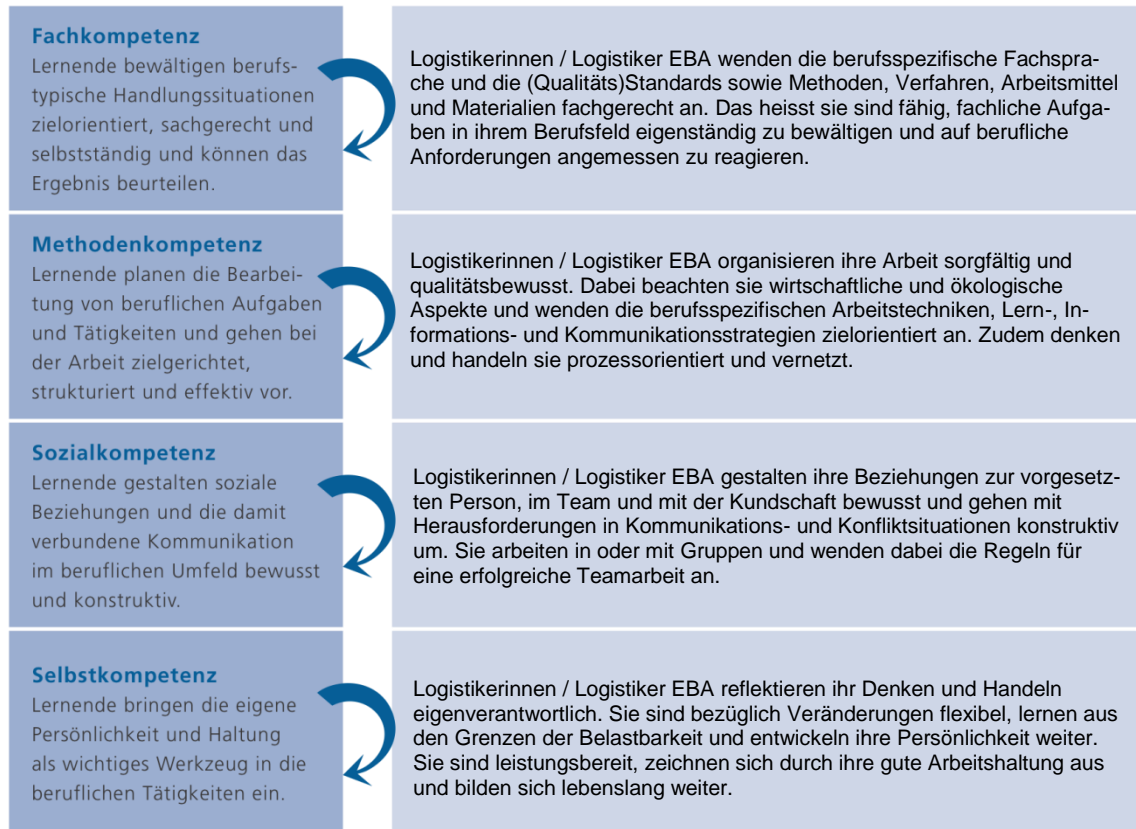 Fachkompetenz
Lernende bewältigen berufs-
typische Handlungssituationen
zielorientiert, sachgerecht und
selbstständig und können das
Ergebnis beurteilen.
Logistikerinnen / Logistiker EBA wenden die berufsspezifische Fachspra-
che und die (Qualitäts)Standards sowie Methoden, Verfahren, Arbeitsmittel
und Materialien fachgerecht an. Das heisst sie sind fähig, fachliche Aufga-
ben in ihrem Berufsfeld eigenständig zu bewältigen und auf berufliche
Anforderungen angemessen zu reagieren.
Methodenkompetenz
Lernende planen die Bearbei-
tung von beruflichen Aufgaben
und Tätigkeiten und gehen bei
der Arbeit zielgerichtet,
strukturiert und effektiv vor.
Logistikerinnen / Logistiker EBA organisieren ihre Arbeit sorgfältig und
qualitätsbewusst. Dabei beachten sie wirtschaftliche und ökologische
Aspekte und wenden die berufsspezifischen Arbeitstechniken, Lern-, In-
formations- und Kommunikationsstrategien zielorientiert an. Zudem denken
und handeln sie prozessorientiert und vernetzt.
Sozialkompetenz
Lernende gestalten soziale
Beziehungen und die damit
verbundene Kommunikation
im beruflichen Umfeld bewusst
und konstruktiv.
Logistikerinnen / Logistiker EBA gestalten ihre Beziehungen zur vorgesetz-
ten Person, im Team und mit der Kundschaft bewusst und gehen mit
Herausforderungen in Kommunikations- und Konfliktsituationen konstruktiv
um. Sie arbeiten in oder mit Gruppen und wenden dabei die Regeln für
eine erfolgreiche Teamarbeit an.
Selbstkompetenz
Lernende bringen die eigene
Persönlichkeit und Haltung
als wichtiges Werkzeug in die
beruflichen Tätigkeiten ein.
Logistikerinnen / Logistiker EBA reflektieren ihr Denken und Handeln
eigenverantwortlich. Sie sind bezüglich Veränderungen flexibel, lernen aus
den Grenzen der Belastbarkeit und entwickeln ihre Persönlichkeit weiter.
Sie sind leistungsbereit, zeichnen sich durch ihre gute Arbeitshaltung aus
und bilden sich lebenslang weiter.